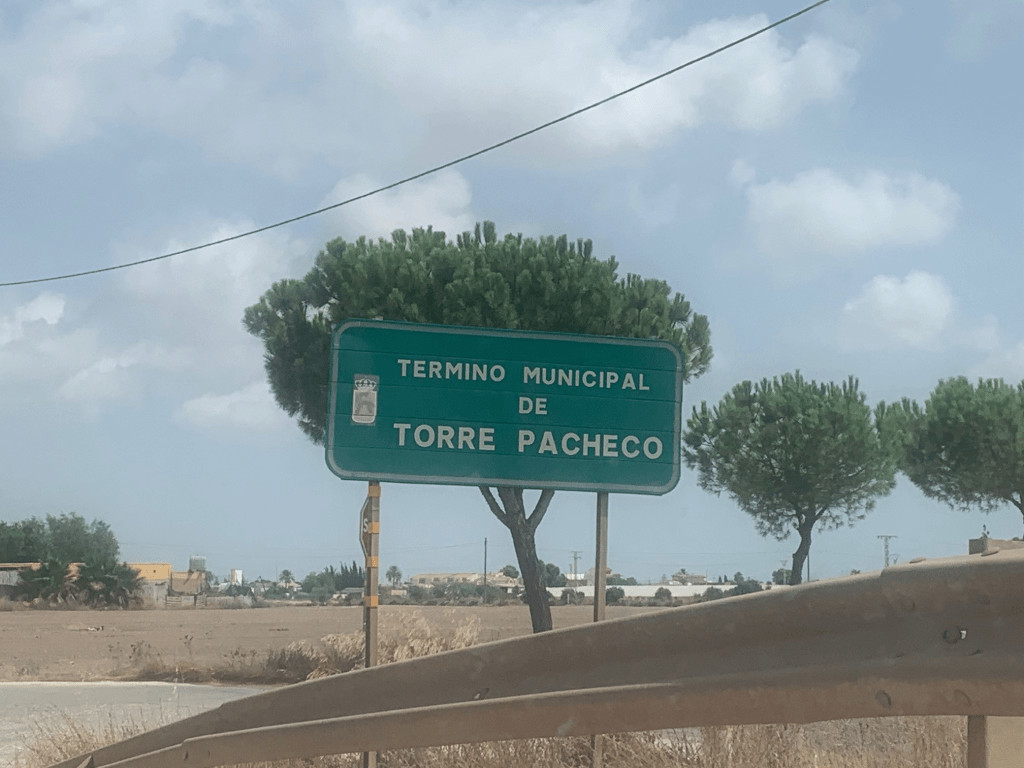 TERMINO MUNICIPAL
DE
TORRE PACHECO